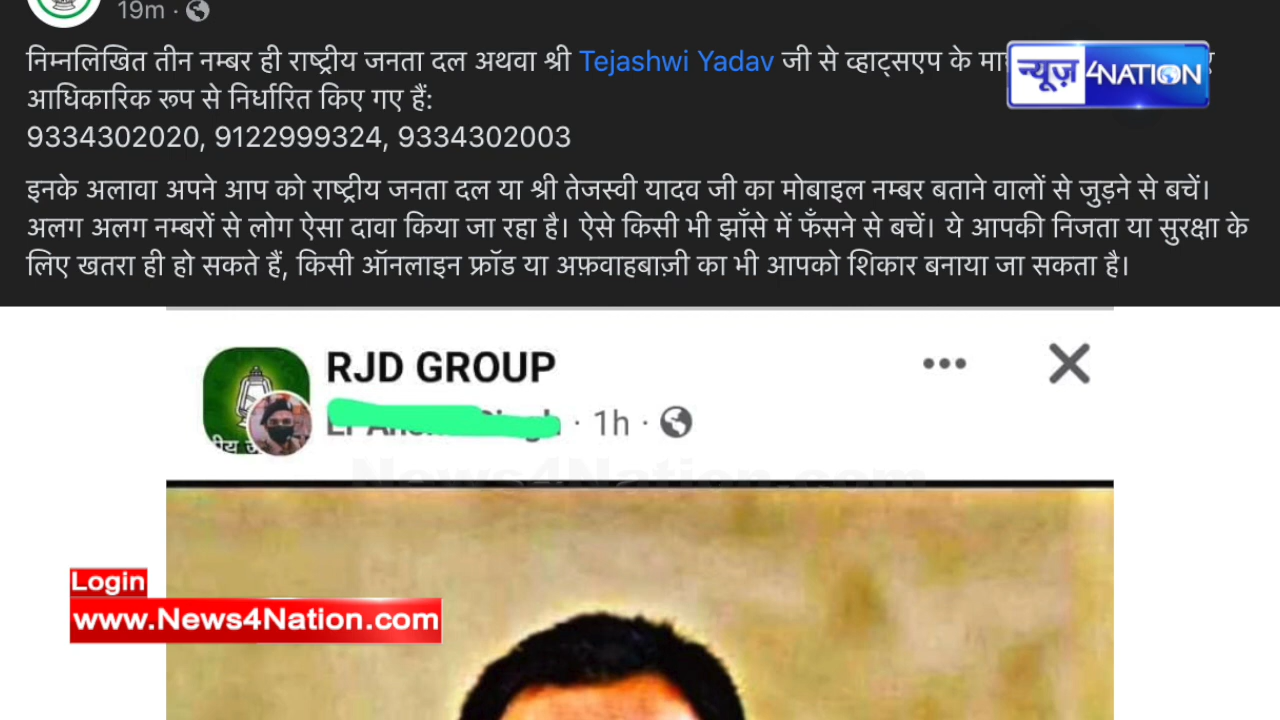 19m ·
निम्नलिखित तीन नम्बर ही राष्ट्रीय जनता दल अथवा श्री Tejashwi Yadav जी से व्हाट्सएप के
न्यूज़ 4NATION
आधिकारिक रूप से निर्धारित किए गए हैं:
9334302020, 9122999324, 9334302003
इनके अलावा अपने आप को राष्ट्रीय जनता दल या श्री तेजस्वी यादव जी का मोबाइल नम्बर बताने वालों से जुड़ने से बचें।
अलग अलग नम्बरों से लोग ऐसा दावा किया जा रहा है। ऐसे किसी भी झाँसे में फँसने से बचें। ये आपकी निजता या सुरक्षा के
लिए खतरा ही हो सकते हैं, किसी ऑनलाइन फ्रॉड या अफ़वाहबाज़ी का भी आपको शिकार बनाया जा सकता है।
RJD GROUP
· 1h ·
News4Nation.com
Login
www.News4Nation.com